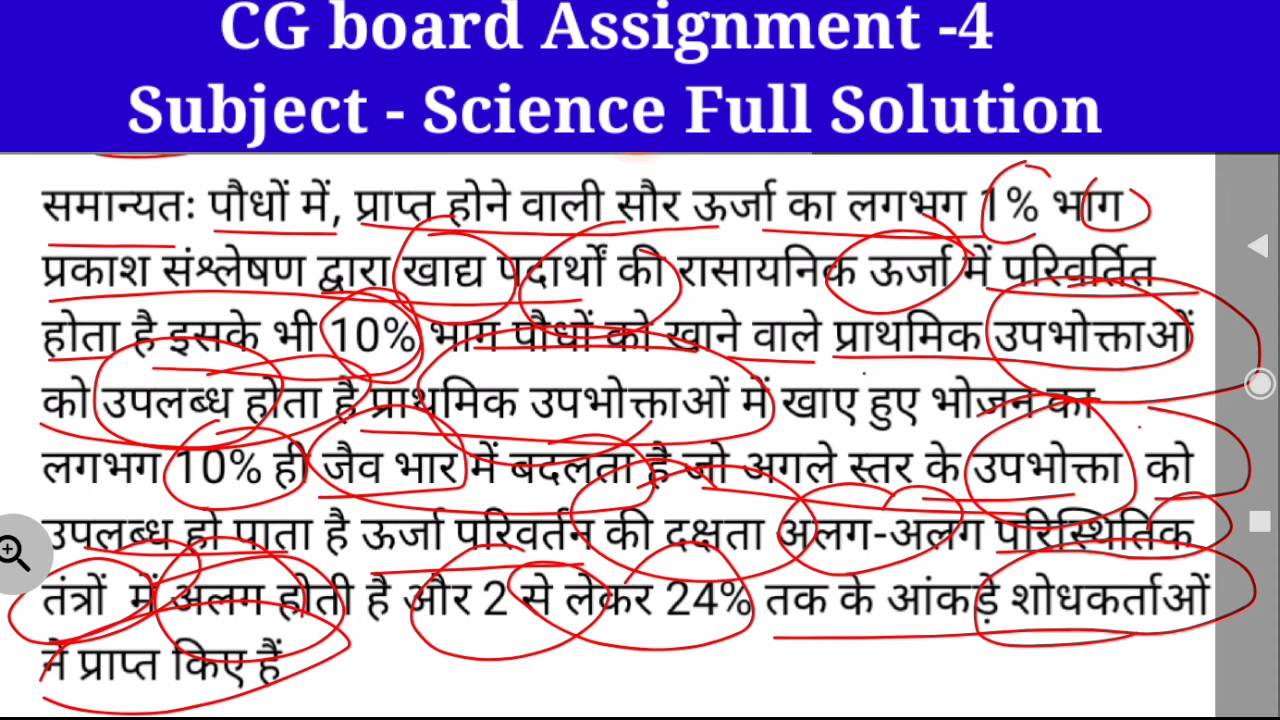 CG board Assignment -4
Subject - Science Full Solution
समान्यतः पौधों में, प्राप्त होने वाली सौर ऊर्जा का लगभग 1% भाग
प्रकाश संश्लेषण द्वारा खाद्य पदार्थों की रासायनिक ऊर्जा में परिवर्तित
होता है इसके भी 10% भाग पौधों को खाने वाले प्राथमिक उपभोक्ताओं
को उपलब्ध होता है प्राथमिक उपभोक्ताओं में खाए हुए भोजन का
लगभग 10% ही जैव भार में बदलता है जो अगले स्तर के उपभोक्ता को
उपलब्ध हो पाता है ऊर्जा परिवर्तन की दक्षता अलग-अलग परिस्थितिक
तंत्रों में अलग होती है और 2 से लेकर 24% तक के आंकड़े शोधकर्ताओं
ने प्राप्त किए हैं